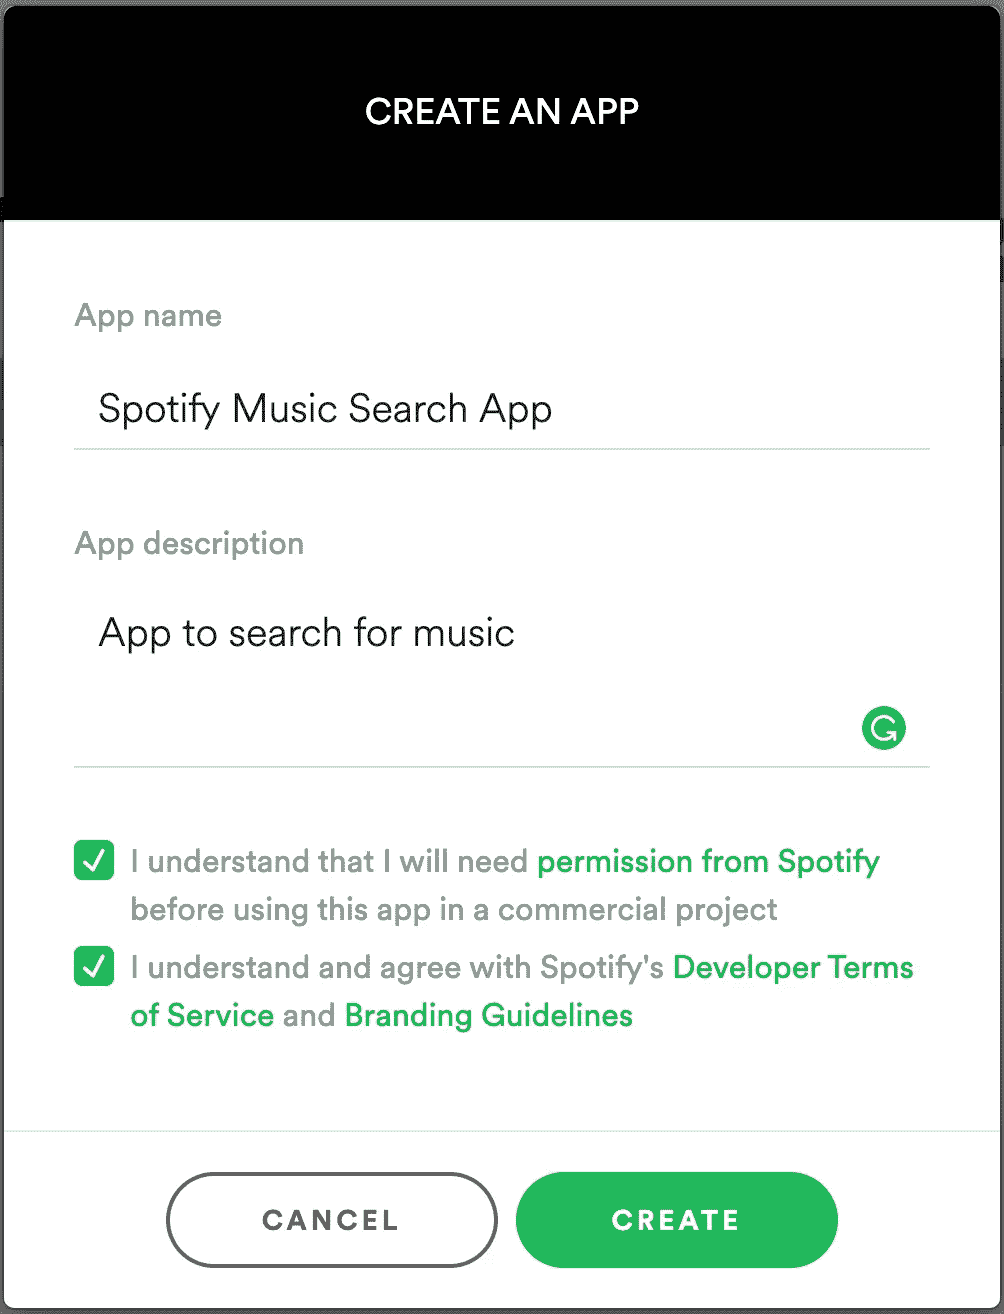 CREATE AN APP
App name
Spotify Music Search App
App description
App to search for music
I understand that I will need permission from Spotify
before using this app in a commercial project
I understand and agree with Spotify's Developer Terms
of Service and Branding Guidelines
CANCEL
CREATE